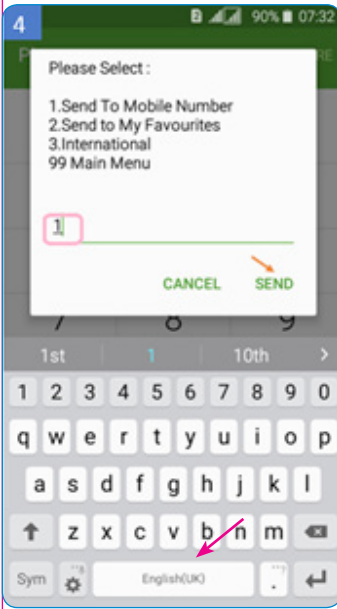 4
90% 07:32
RE
Please Select :
1.Send To Mobile Number
2.Send to My Favourites
3.International
99 Main Menu
1
CANCEL SEND
7 8 9
1st 1 10th >
1 2 3 4 5 6 7 8 9 0
q w e r t y u i o p
a s d f g h j k l
z x c v b n m
Sym English(UK) .